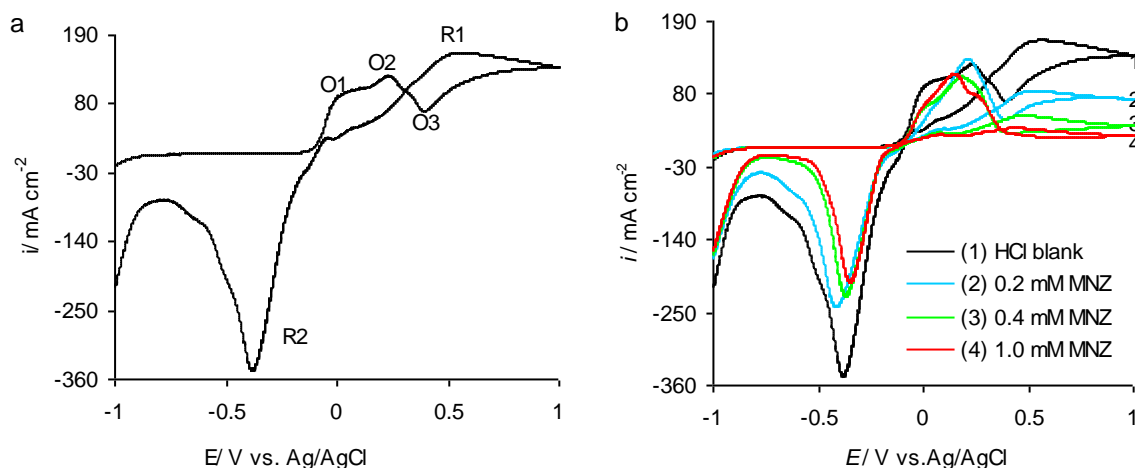 a
190
80
-30
-140
-250
-360
i/ mA cm-2
O1
O2
R1
O3
R2
-1
-0.5
0
0.5
1
E/ V vs. Ag/AgCl
b
190
80
-30
-140
-250
-360
i / mA cm-2
1
2
3
4
(1) HCl blank
(2) 0.2 mM MNZ
(3) 0.4 mM MNZ
(4) 1.0 mM MNZ
-1
-0.5
0
0.5
1
E/ V vs.Ag/AgCl